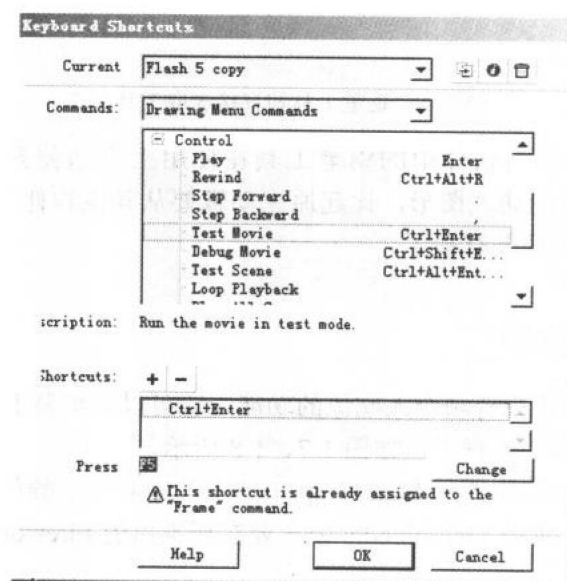 Keyboard Shortcuts
Current Flash 5 copy
Commands: Drawing Menu Commands
Control
Play Enter
Rewind Ctrl+Alt+R
Step Forward
Step Backward
Test Movie Ctrl+Enter
Debug Movie Ctrl+Shift+E...
Test Scene Ctrl+Alt+Ent...
Loop Playback
scription: Run the movie in test mode.
Shortcuts: + -
Ctrl+Enter
Press F5 Change
This shortcut is already assigned to the
"Frame" command.
Help OK Cancel